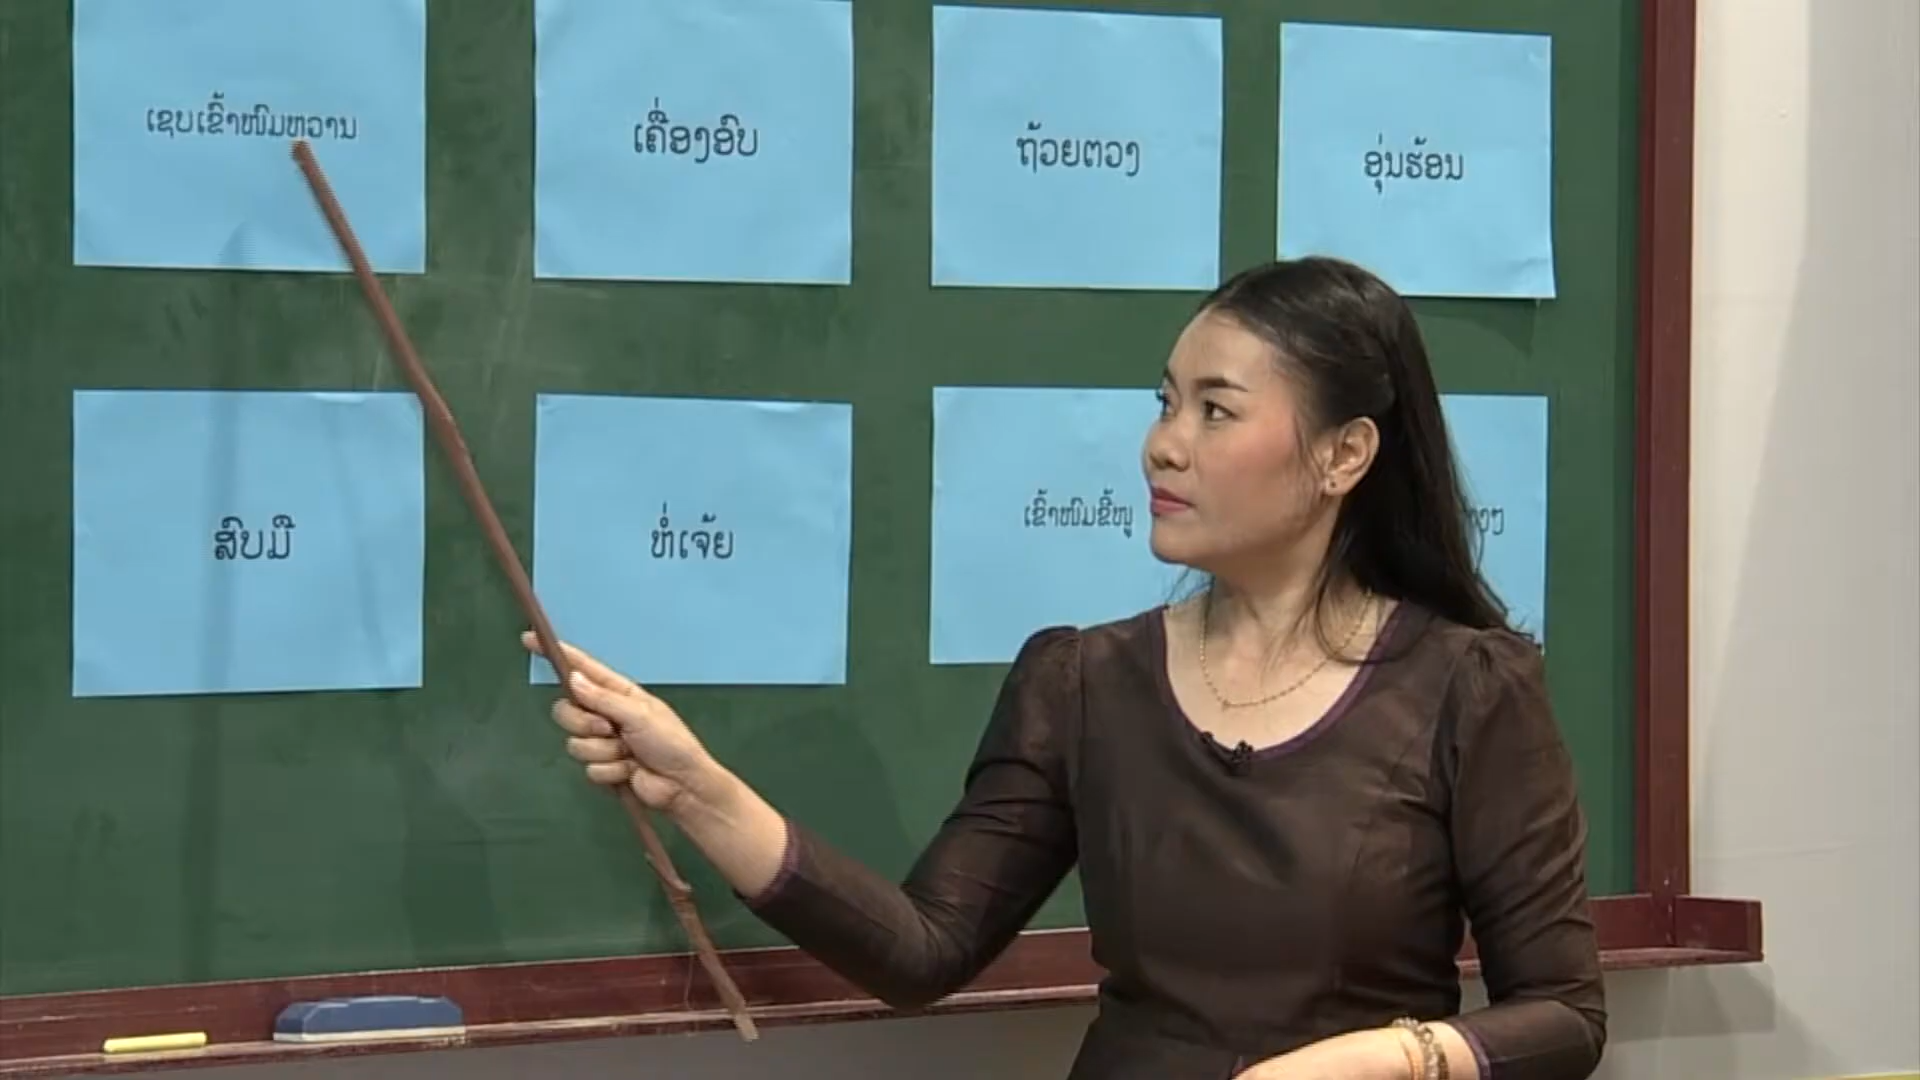 ເຊບເຂົ້າໜົມຫວານ
ເຄື່ອງອົບ
ຖ້ວຍຕວງ
ອຸ່ນຮ້ອນ
ສົບມື
ຫໍ່ເຈ້ຍ
ເຂົ້າໜົມຂີ້ໜູ